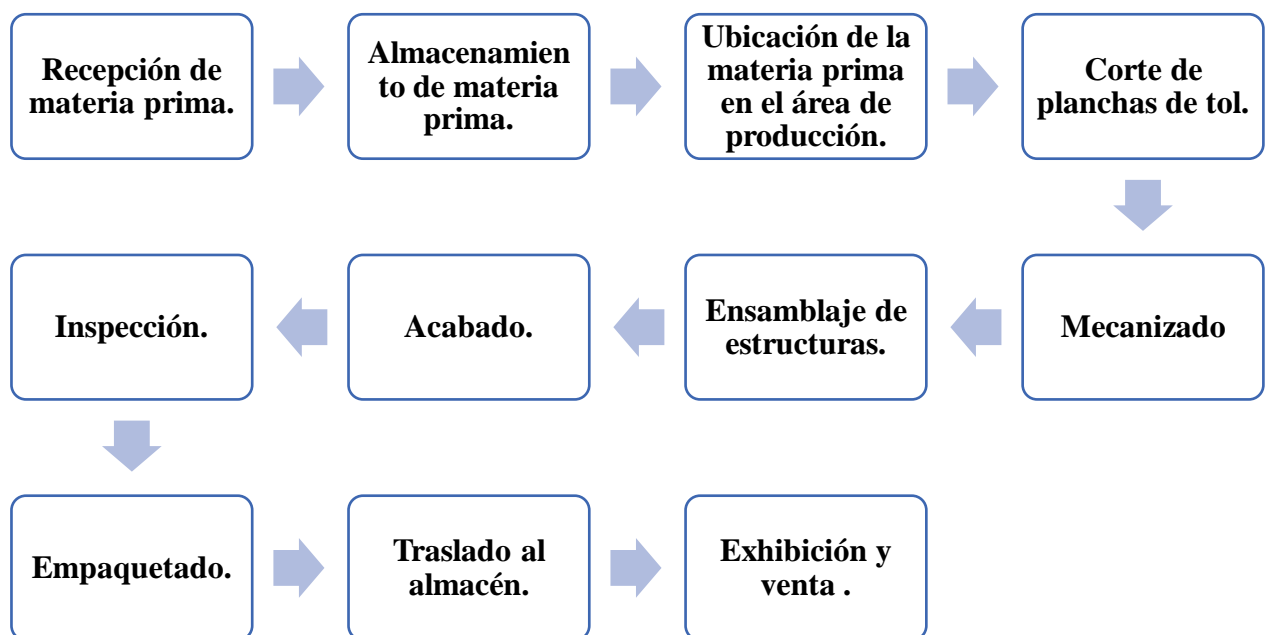 Recepción de
materia prima.
Almacenamien
to de materia
prima.
Ubicación de la
materia prima
en el área de
producción.
Corte de
planchas de tol.
Mecanizado
Ensamblaje de
estructuras.
Acabado.
Inspección.
Empaquetado.
Traslado al
almacén.
Exhibición y
venta .